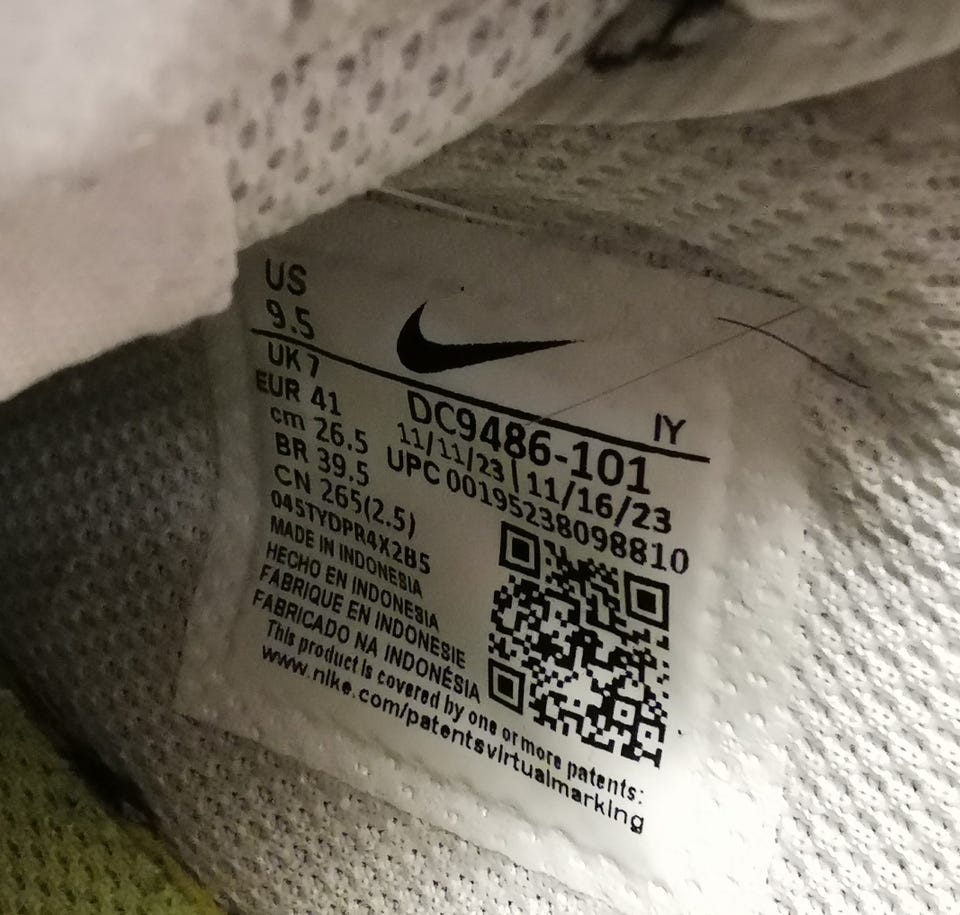 US
9.5
UK 7
EUR 41
cm 26.5
BR 39.5
CN 265(2.5)
IY
DC9486-101
11/11/23 | 11/16/23
UPC 00195238098810
045TYDPR4X2B5
MADE IN INDONESIA
HECHO EN INDONESIA
FABRIQUE EN INDONESIE
FABRICADO NA INDONÉSIA
This product is covered by one or more patents:
www.nike.com/patentsvirtualmarking